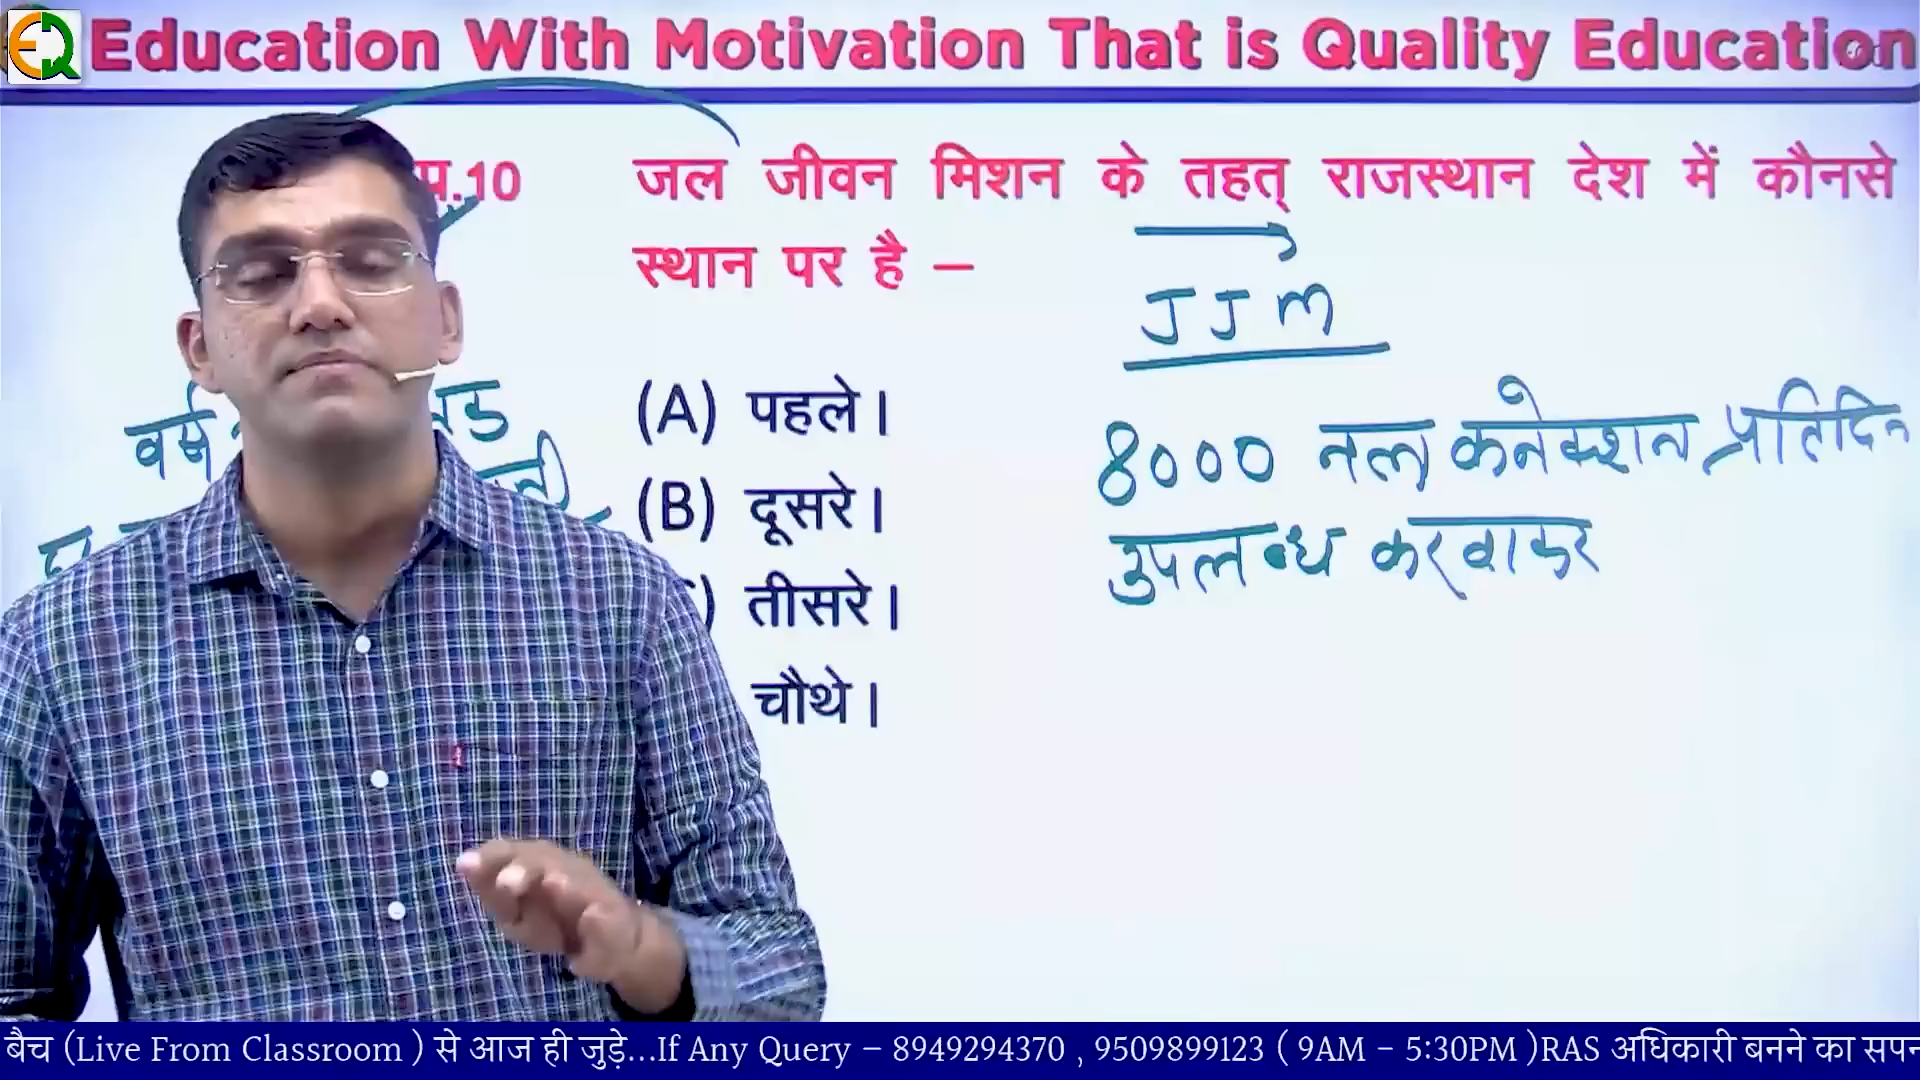 EQ
Education With Motivation That is Quality Education
प्र.10 जल जीवन मिशन के तहत् राजस्थान देश में कौनसे
स्थान पर है –
JJM
(A) पहले।
(B) दूसरे।
तीसरे।
चौथे।
8000 नल कनेक्शन प्रतिदिन
उपलब्ध करवाकर
वर्ष
बैच (Live From Classroom ) से आज ही जुड़े...If Any Query – 8949294370 , 9509899123 ( 9AM – 5:30PM )RAS अधिकारी बनने का